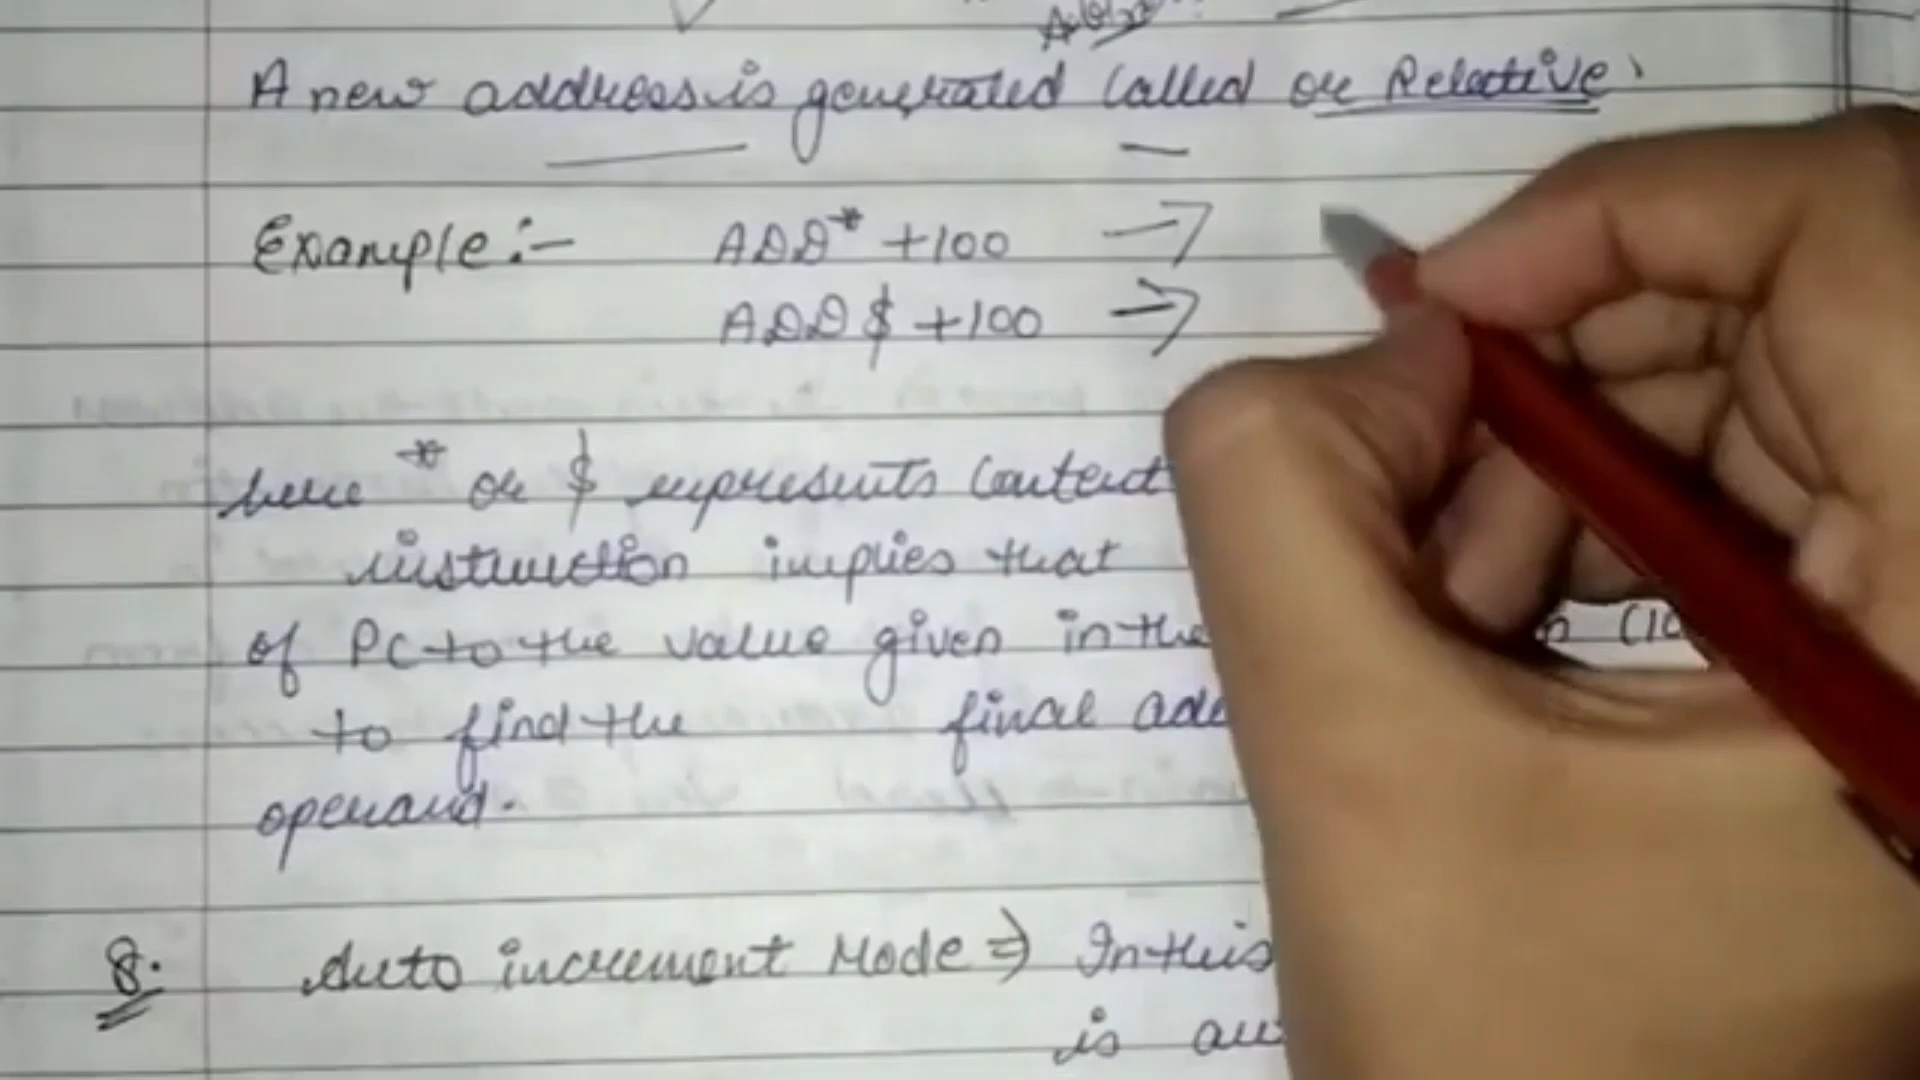 A new address is generated called or Relative.
Example:- ADD* +100 →
ADD $ +100 →
here * or $ represents Content
instruction implies that
of PC to the value given in the
to find the final
operand.
8. Auto increment Mode ⇒ In this
is